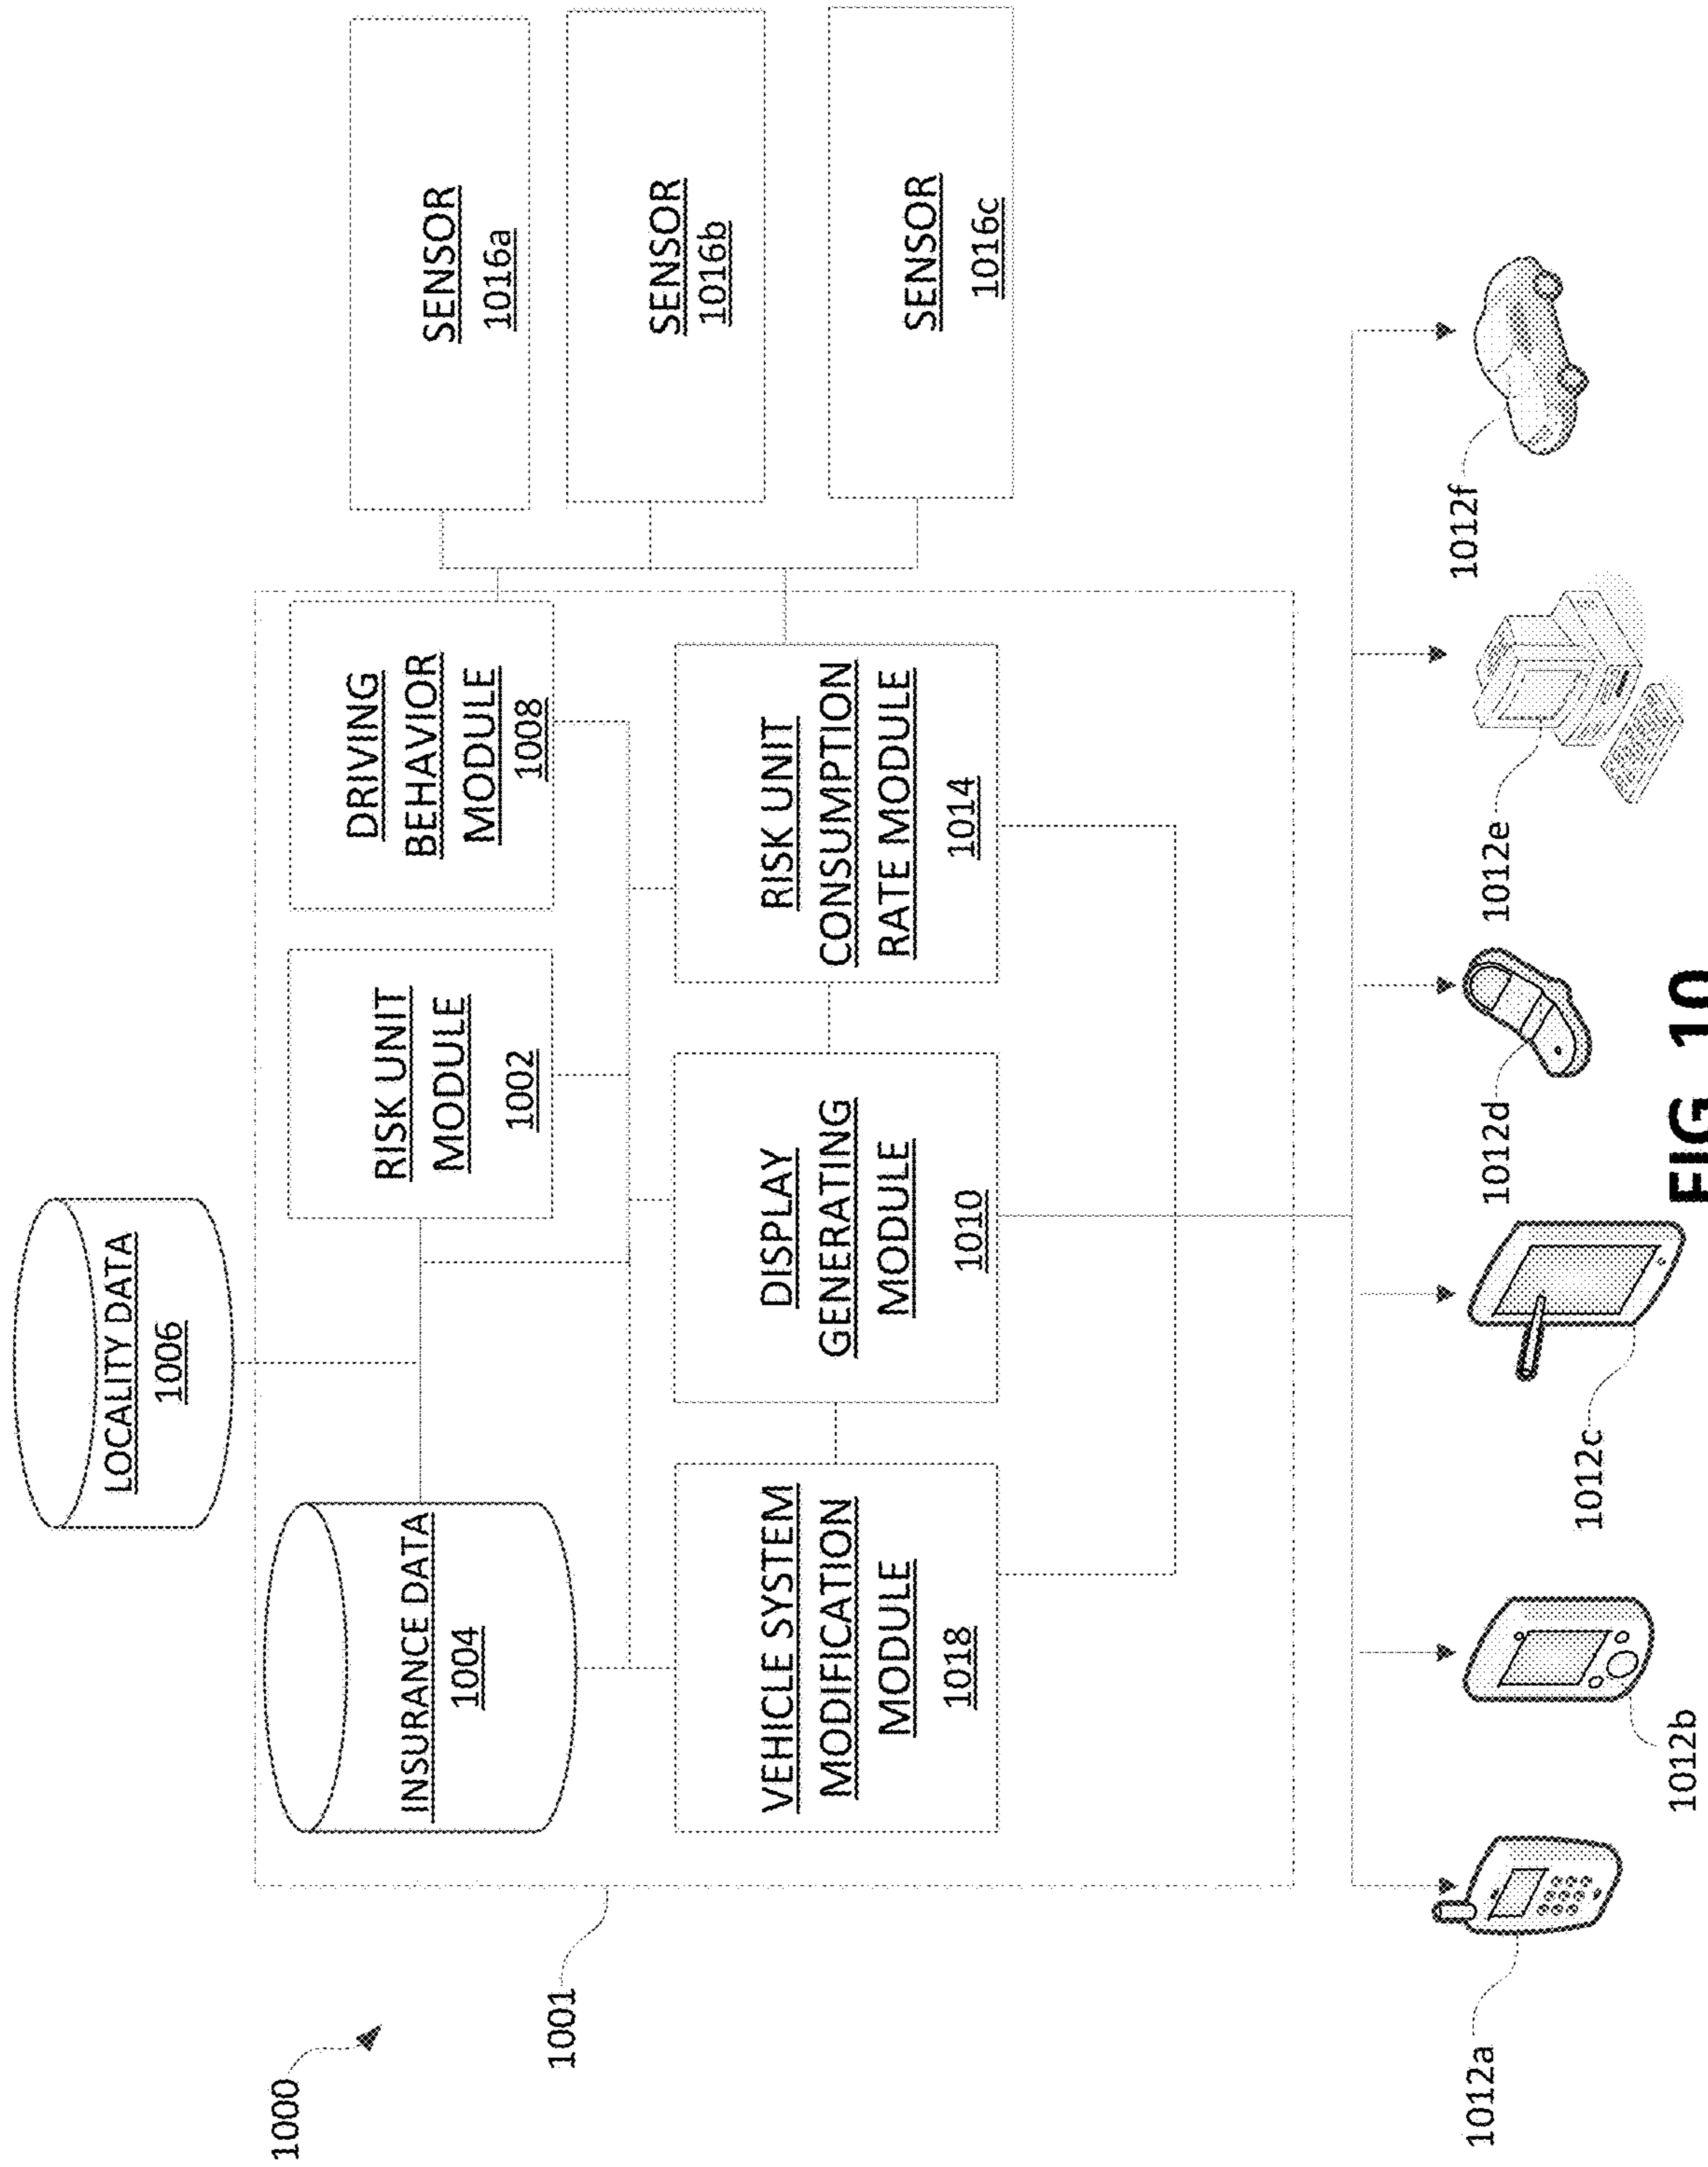 1000
1001
LOCALITY DATA
1006
INSURANCE DATA
1004
RISK UNIT
MODULE
1002
DRIVING
BEHAVIOR
MODULE
1008
SENSOR
1016a
SENSOR
1016b
SENSOR
1016c
VEHICLE SYSTEM
MODIFICATION
MODULE
1018
DISPLAY
GENERATING
MODULE
1010
RISK UNIT
CONSUMPTION
RATE MODULE
1014
1012a
1012b
1012c
1012d
1012e
1012f
FIG 10